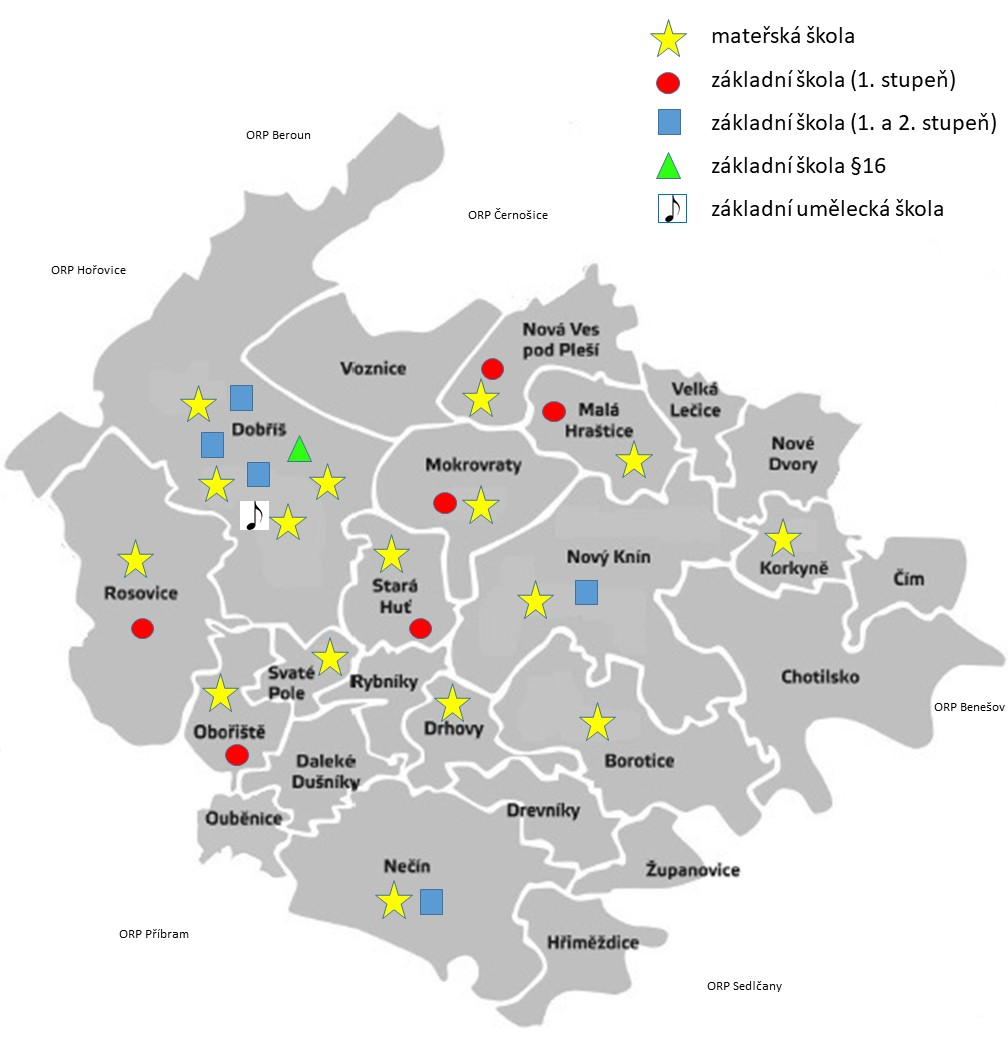 mateřská škola
základní škola (1. stupeň)
základní škola (1. a 2. stupeň)
základní škola §16
základní umělecká škola
ORP Beroun
ORP Černošice
ORP Hořovice
Nová Ves
pod Pleší
Voznice
Velká
Lečice
Malá
Hraštice
Dobříš
Nové
Dvory
Mokrovraty
Nový Knín
Korkyně
Čím
Stará
Huť
Rosovice
Svaté
Pole
Rybníky
Chotilsko
ORP Benešov
Obořiště
Drhovy
Daleké
Dušníky
Borotice
Drevníky
Ouběnice
Nečín
Županovice
ORP Příbram
Hřiměždice
ORP Sedlčany